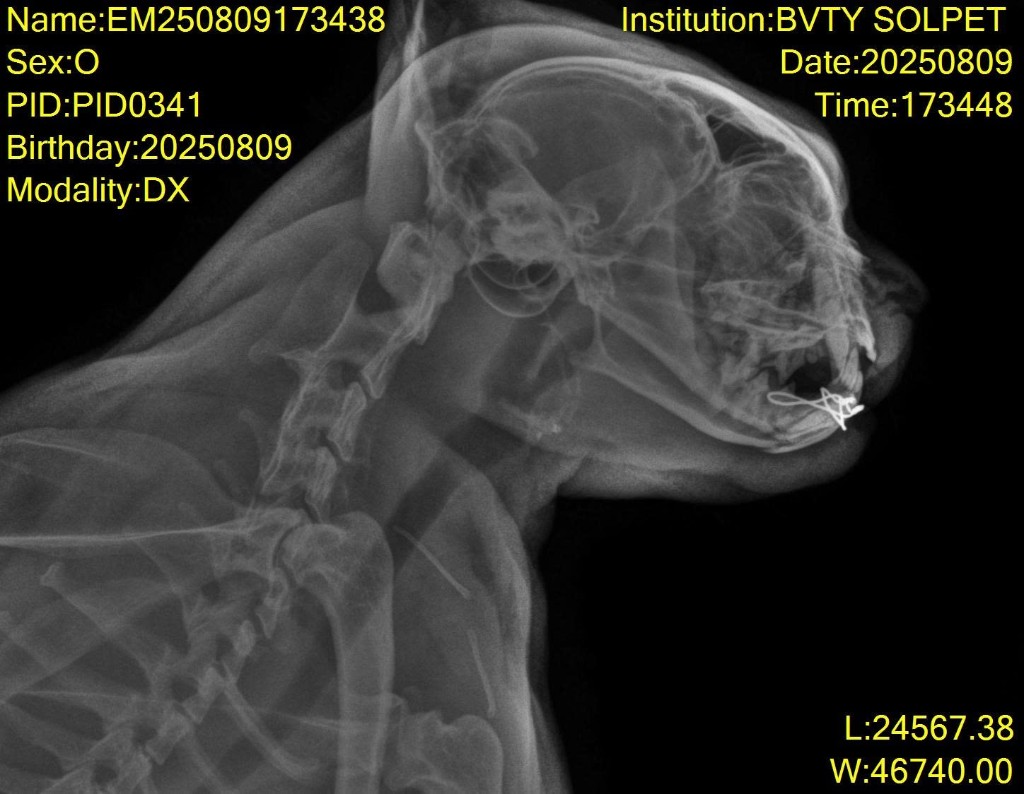 Name:EM250809173438
Sex:O
PID:PID0341
Birthday:20250809
Modality:DX
Institution:BVTY SOLPET
Date:20250809
Time:173448
L:24567.38
W:46740.00